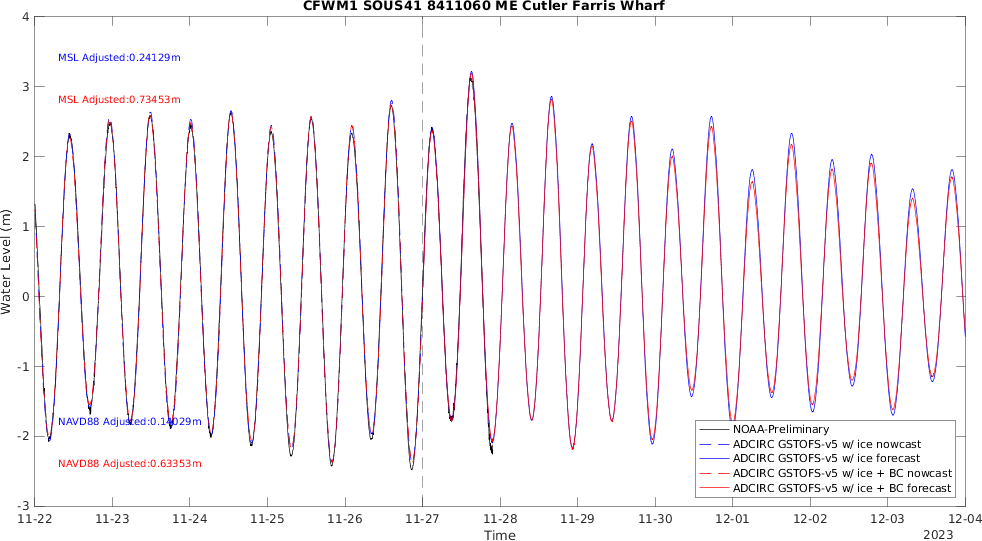 CFWM1 SOUS41 8411060 ME Cutler Farris Wharf
4
3
2
1
0
-1
-2
-3
Water Level (m)
MSL Adjusted:0.24129m
MSL Adjusted:0.73453m
NAVD88 Adjusted:0.14029m
NAVD88 Adjusted:0.63353m
NOAA-Preliminary
ADCIRC GSTOFS-v5 w/ ice nowcast
ADCIRC GSTOFS-v5 w/ ice forecast
ADCIRC GSTOFS-v5 w/ ice + BC nowcast
ADCIRC GSTOFS-v5 w/ ice + BC forecast
11-22 11-23 11-24 11-25 11-26 11-27 11-28 11-29 11-30 12-01 12-02 12-03 12-04
Time
2023